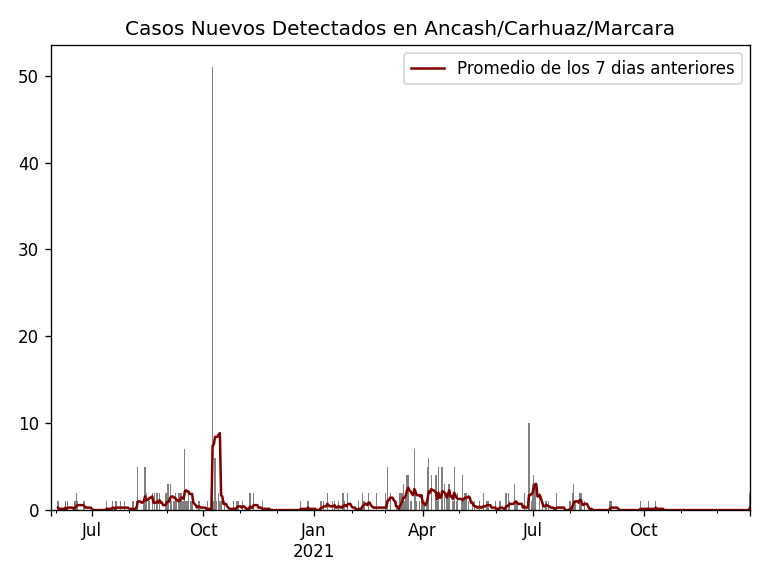 Casos Nuevos Detectados en Ancash/Carhuaz/Marcara
Promedio de los 7 dias anteriores
50
40
30
20
10
0
Jul
Oct
Jan
2021
Apr
Jul
Oct